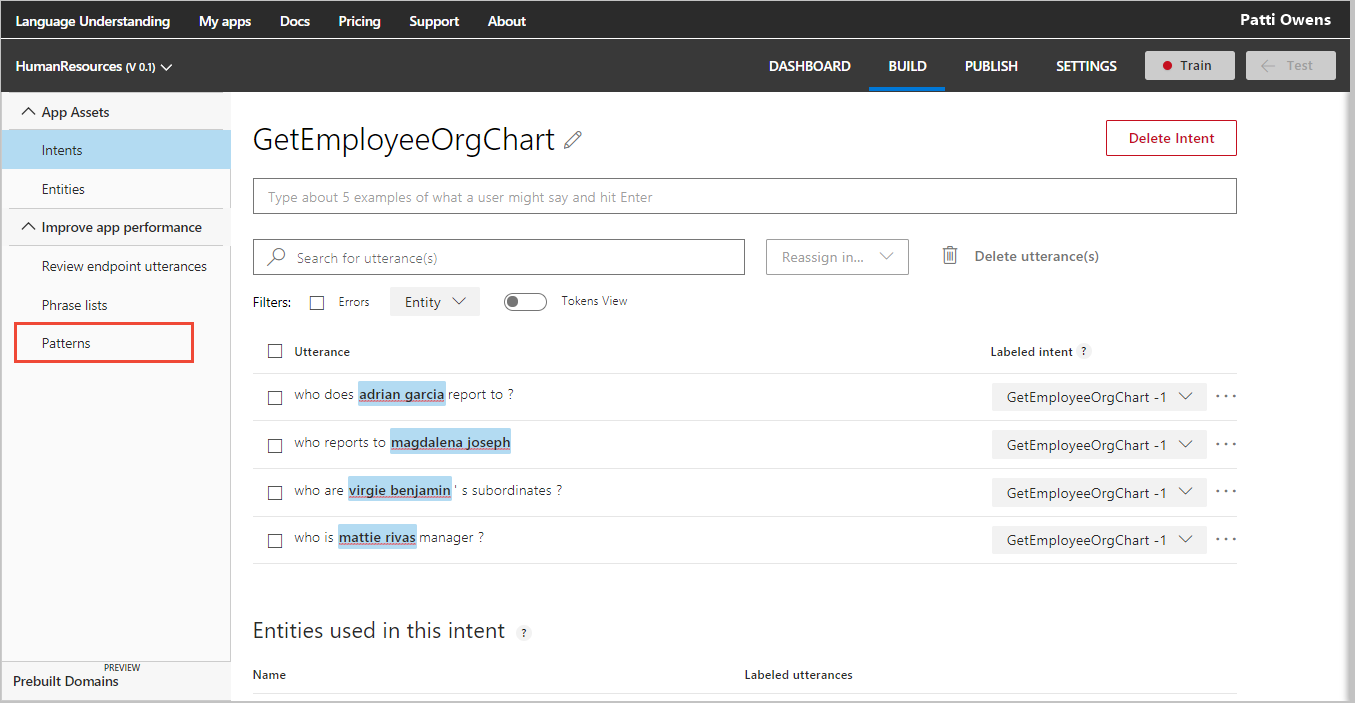 Language Understanding My apps Docs Pricing Support About Patti Owens
HumanResources (V 0.1) DASHBOARD BUILD PUBLISH SETTINGS Train Test
App Assets
Intents
Entities
Improve app performance
Review endpoint utterances
Phrase lists
Patterns
PREVIEW
Prebuilt Domains
GetEmployeeOrgChart Delete Intent
Type about 5 examples of what a user might say and hit Enter
Search for utterance(s) Reassign in... Delete utterance(s)
Filters: Errors Entity Tokens View
Utterance Labeled intent ?
who does adrian garcia report to ? GetEmployeeOrgChart -1 ...
who reports to magdalena joseph GetEmployeeOrgChart -1 ...
who are virgie benjamin ' s subordinates ? GetEmployeeOrgChart -1 ...
who is mattie rivas manager ? GetEmployeeOrgChart -1 ...
Entities used in this intent ?
Name Labeled utterances